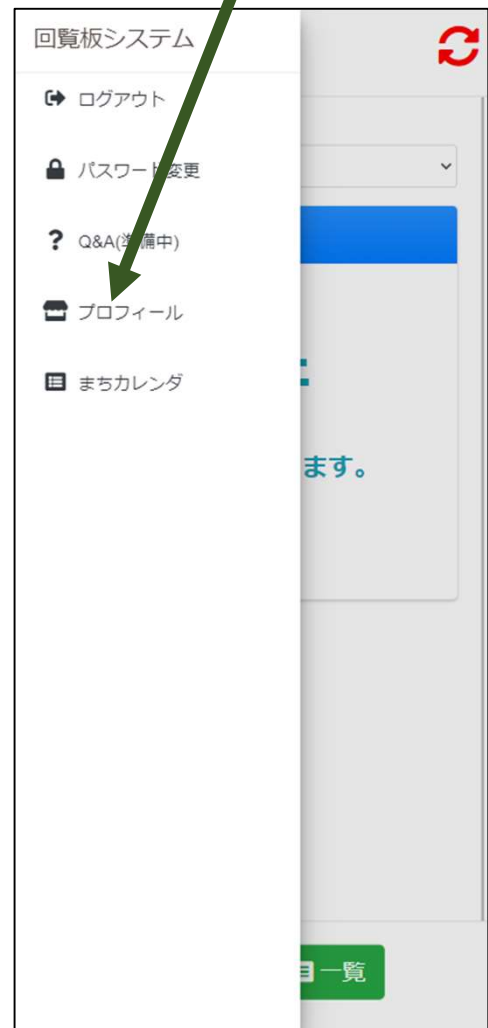 回覧板システム
ログアウト
パスワード変更
Q&A(準備中)
プロフィール
まちカレンダ
ます。
一覧